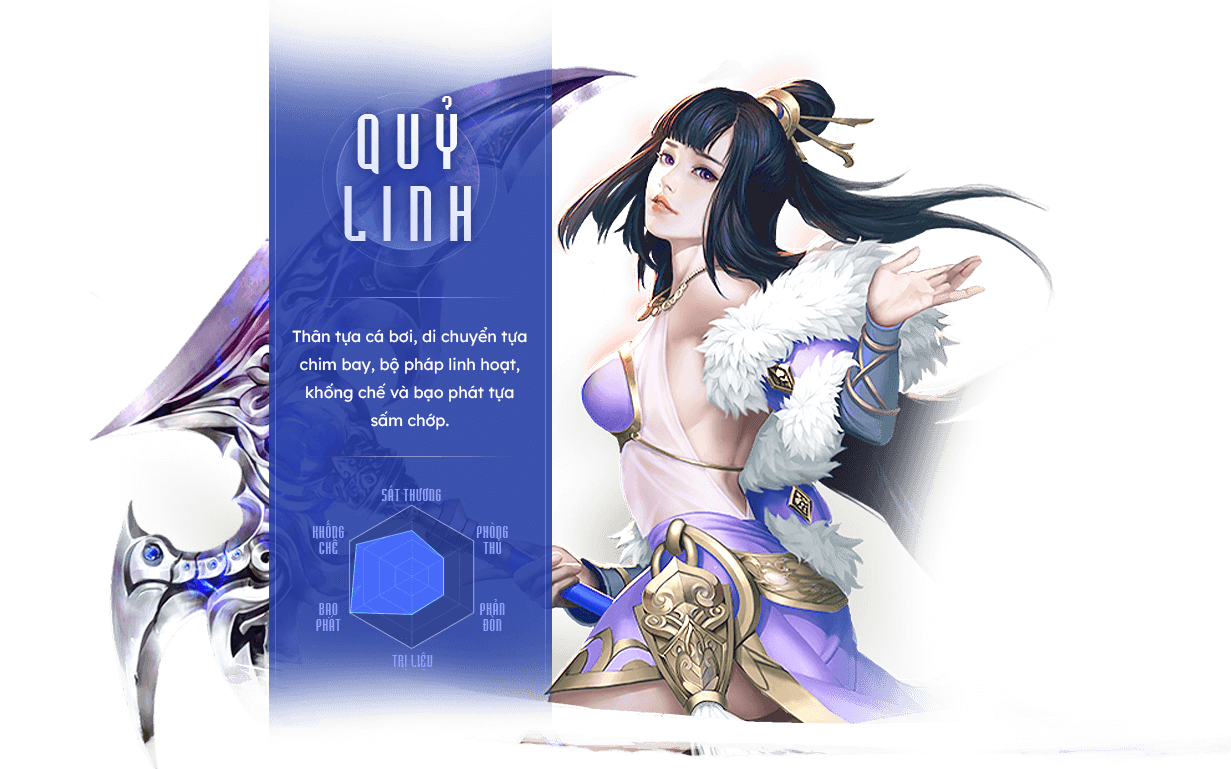 QUỶ
LINH
Thân tựa cá bơi, di chuyển tựa
chim bay, bộ pháp linh hoạt,
khống chế và bạo phát tựa
sấm chớp.
SÁT THƯƠNG
KHỐNG
CHẾ
PHÒNG
THỦ
BẠO
PHÁT
PHẢN
ĐÒN
TRỊ LIỆU